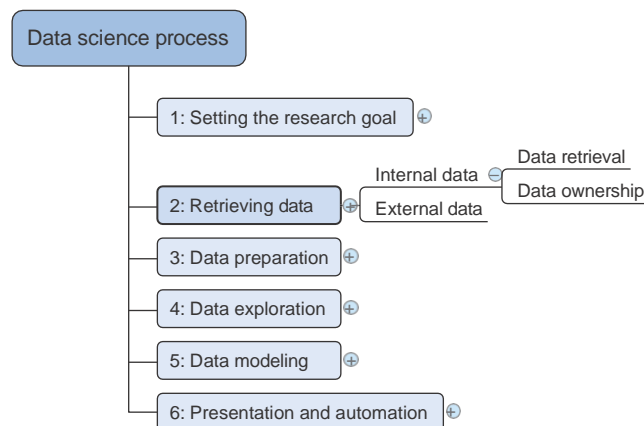 Data science process
1: Setting the research goal
2: Retrieving data
Internal data
Data retrieval
Data ownership
External data
3: Data preparation
4: Data exploration
5: Data modeling
6: Presentation and automation